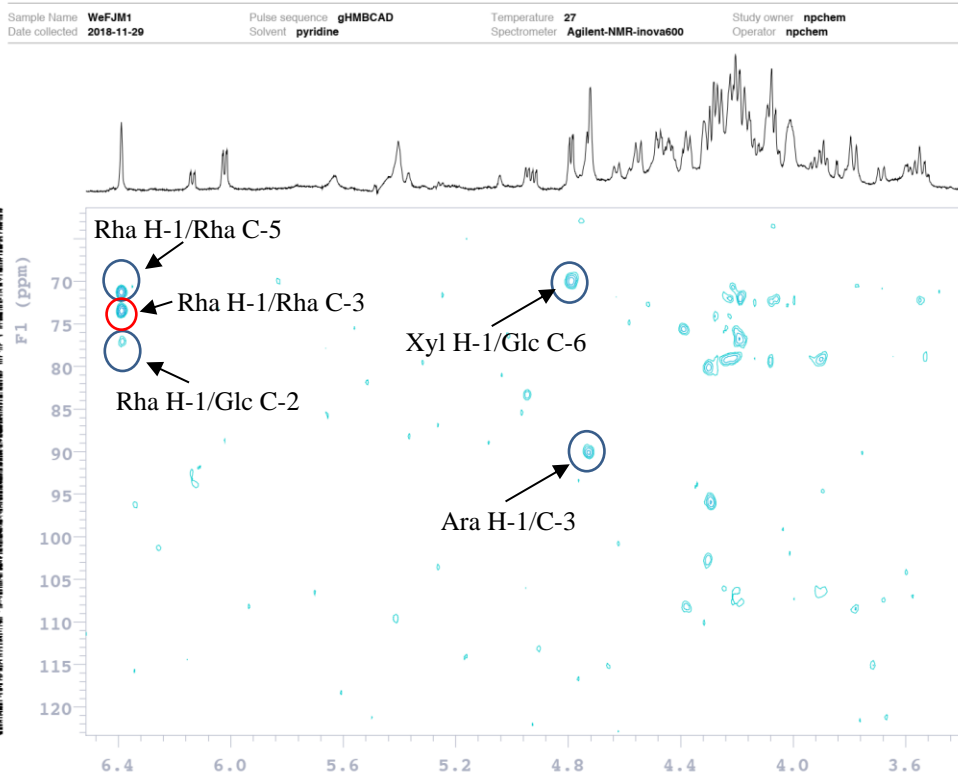 Sample Name WeFJM1 Pulse sequence gHMBCAD Temperature 27 Study owner npchem
Date collected 2018-11-29 Solvent pyridine Spectrometer Agilent-NMR-inova600 Operator npchem
Rha H-1/Rha C-5
Rha H-1/Rha C-3
Xyl H-1/Glc C-6
Rha H-1/Glc C-2
Ara H-1/C-3
F1 (ppm)
70
75
80
85
90
95
100
105
110
115
120
6.4 6.0 5.6 5.2 4.8 4.4 4.0 3.6